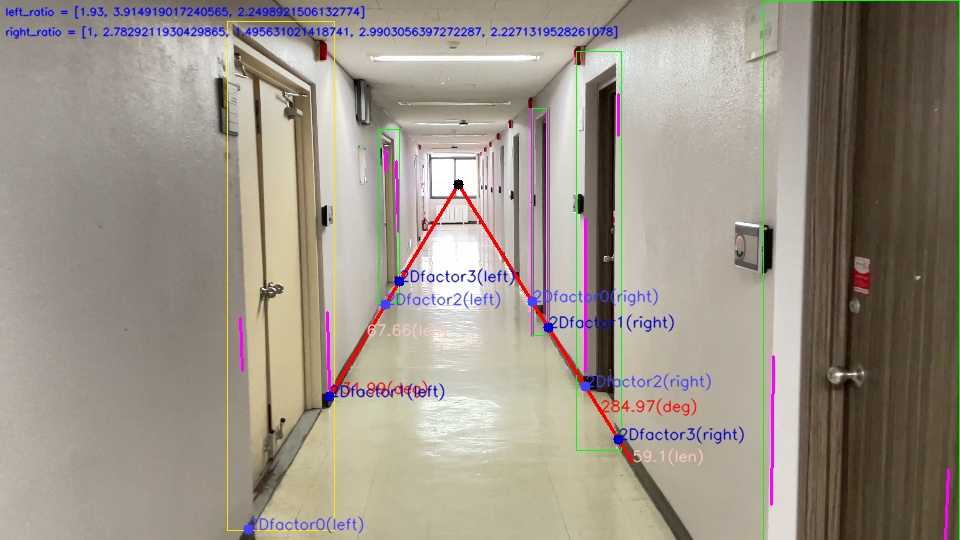 left_ratio = [1.93, 3.914919017240565, 2.2498921506132774]
right_ratio = [1, 2.7829211930429865, 1.495631021418741, 2.9903056397272287, 2.2271319528261078]
2Dfactor3(left)
2Dfactor2(left)
2Dfactor0(right)
2Dfactor1(right)
67.66(len)
2Dfactor1(left)
2Dfactor2(right)
284.97(deg)
2Dfactor3(right)
59.1(len)
2Dfactor0(left)